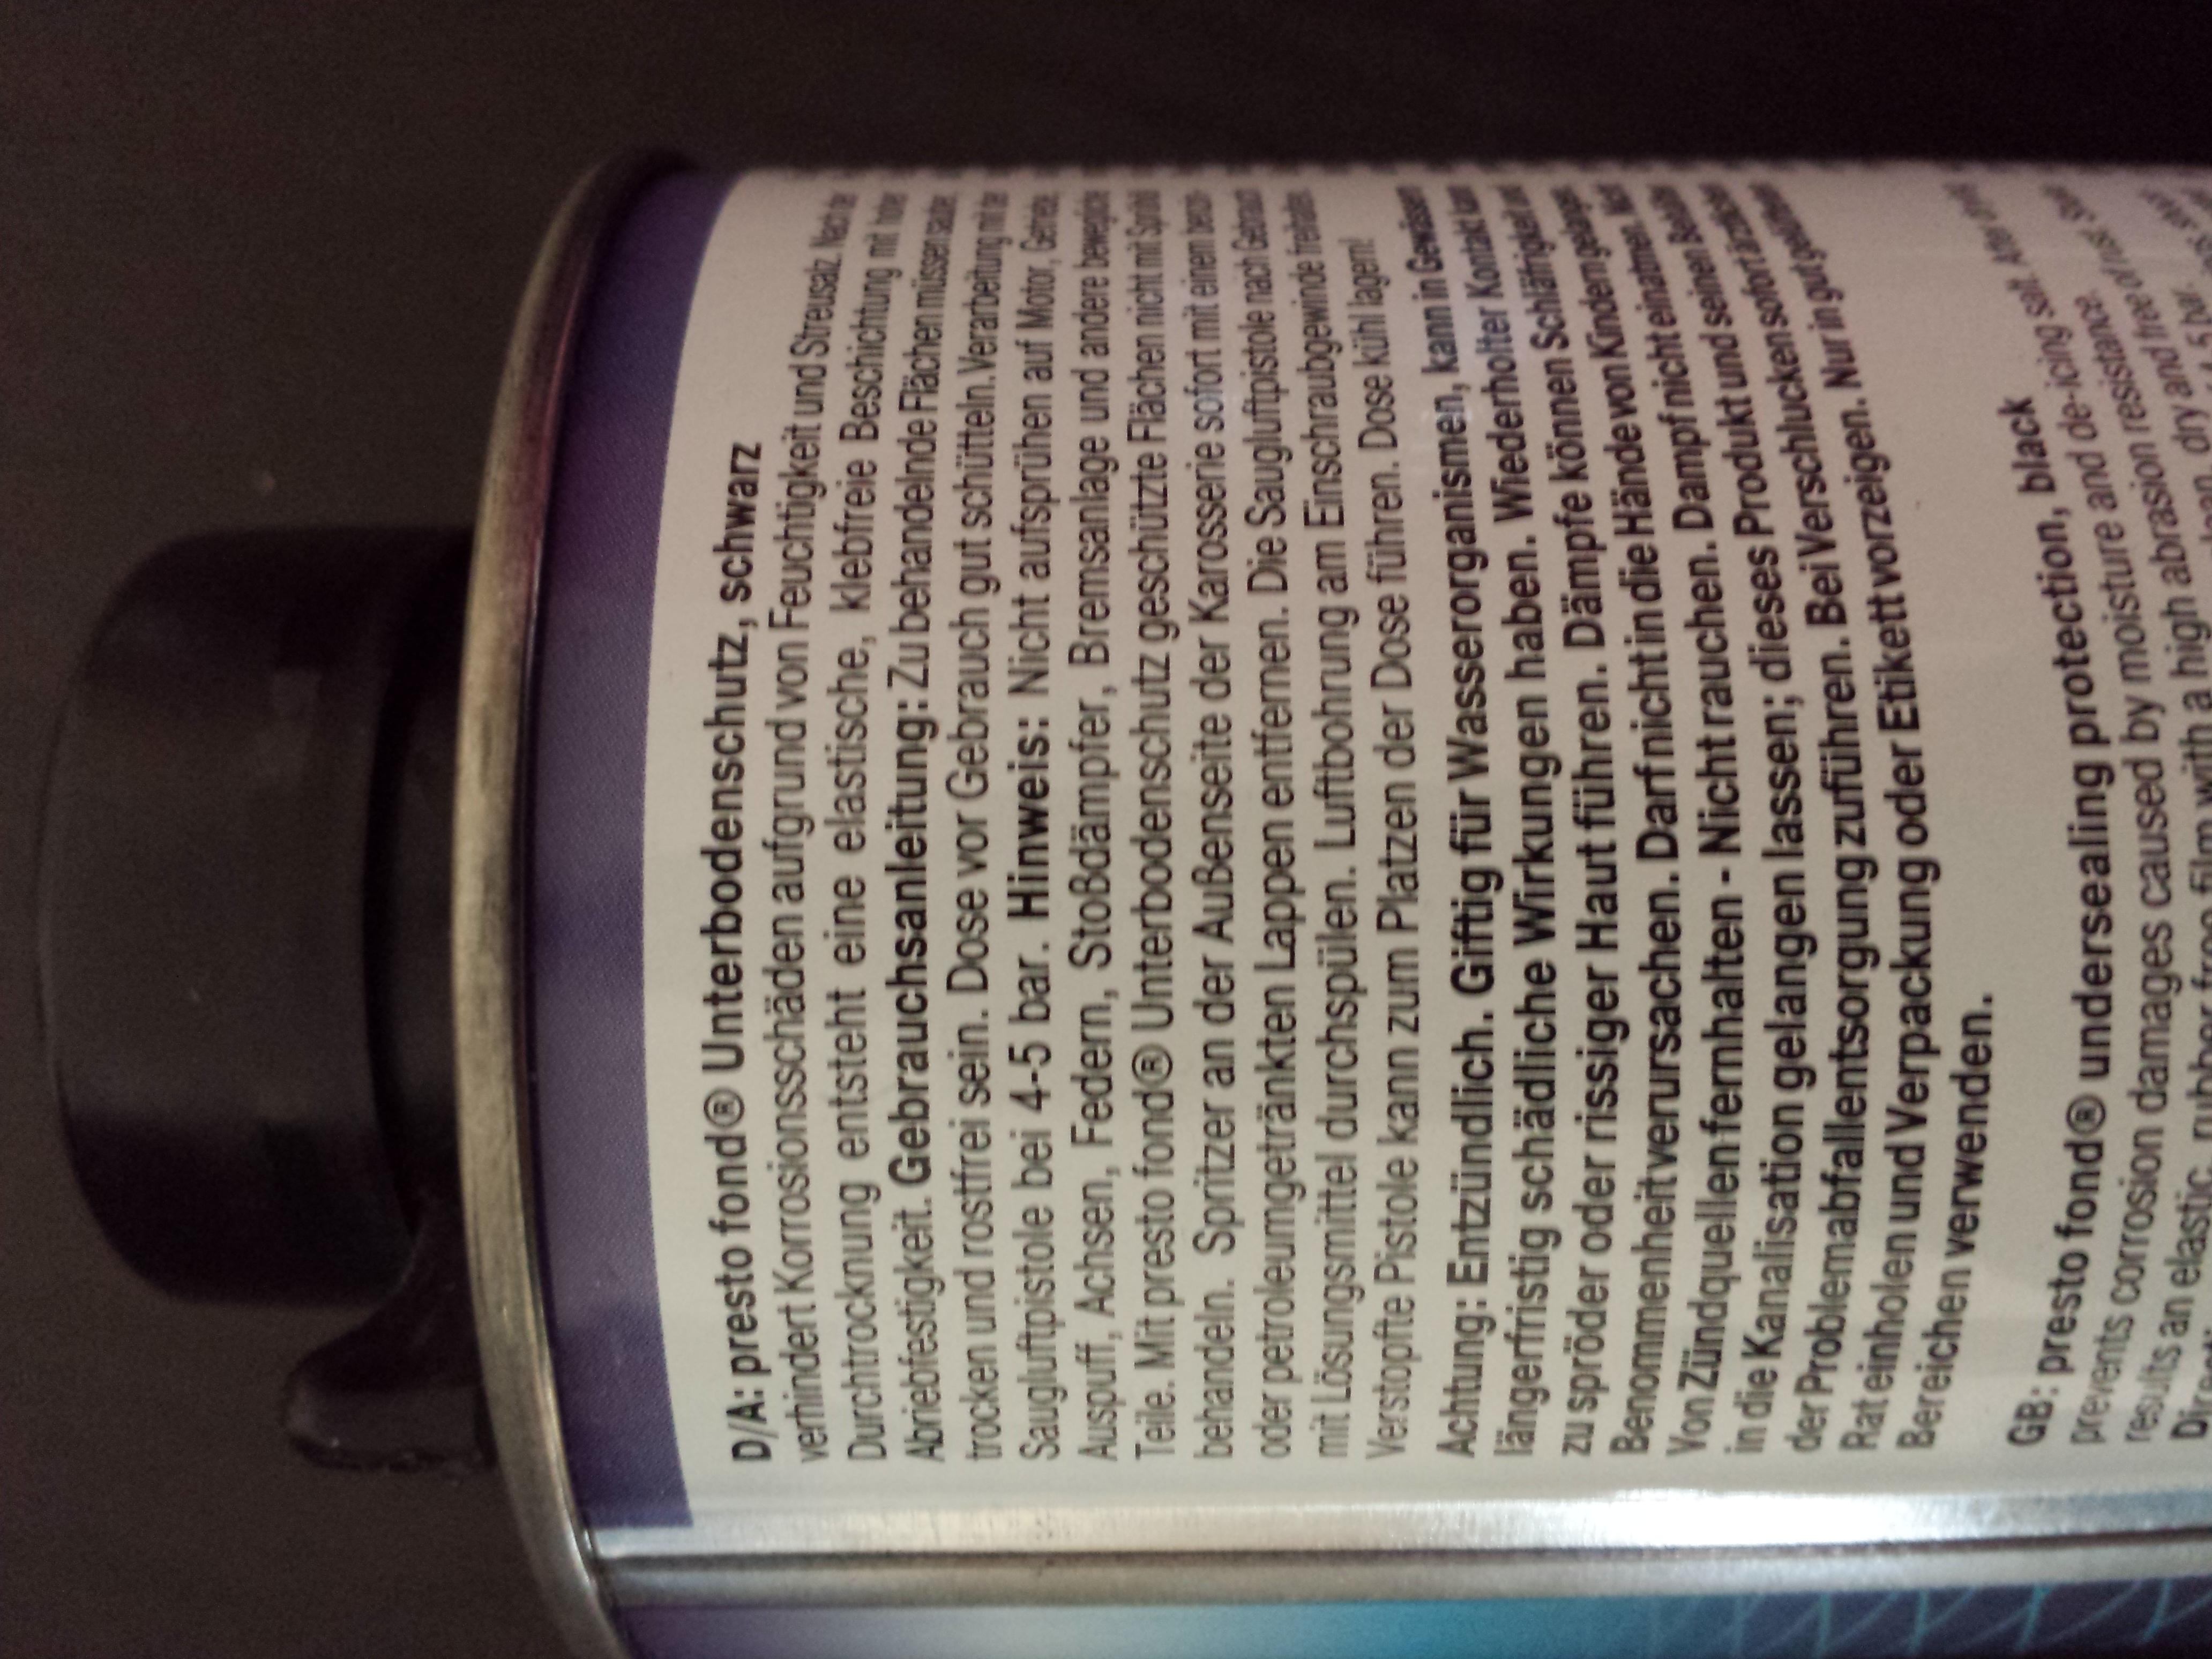 D/A: presto fond® Unterbodenschutz, schwarz
verhindert Korrosionsschäden aufgrund von Feuchtigkeit und Streusalz. Nach der
Durchtrocknung entsteht eine elastische, klebfreie Beschichtung mit hoher
Abriebfestigkeit. Gebrauchsanleitung: Zu behandelnde Flächen müssen sauber,
trocken und rostfrei sein. Dose vor Gebrauch gut schütteln. Verarbeitung mit der
Saugluftpistole bei 4-5 bar. Hinweis: Nicht aufsprühen auf Motor, Getriebe,
Auspuff, Achsen, Federn, Stoßdämpfer, Bremsanlage und andere bewegliche
Teile. Mit presto fond® Unterbodenschutz geschützte Flächen nicht mit Sprühöl
behandeln. Spritzer an der Außenseite der Karosserie sofort mit einem benzin-
oder petroleumgetränkten Lappen entfernen. Die Saugluftpistole nach Gebrauch
mit Lösungsmittel durchspülen. Luftbohrung am Einschraubgewinde freihalten.
Verstopfte Pistole kann zum Platzen der Dose führen. Dose kühl lagern!
Achtung: Entzündlich. Giftig für Wasserorganismen, kann in Gewässern
längerfristig schädliche Wirkungen haben. Wiederholter Kontakt kann
zu spröder oder rissiger Haut führen. Dämpfe können Schläfrigkeit und
Benommenheit verursachen. Darf nicht in die Hände von Kindern gelangen. Nicht
Von Zündquellen fernhalten - Nicht rauchen. Dampf nicht einatmen. Nicht
in die Kanalisation gelangen lassen; dieses Produkt und seinen Behälter
der Problemabfallentsorgung zuführen. Bei Verschlucken sofort ärztlichen
Rat einholen und Verpackung oder Etikett vorzeigen. Nur in gut gelüfteten
Bereichen verwenden.
GB: presto fond® undersealing protection, black
prevents corrosion damages caused by moisture and de-icing salt. After drying
results an elastic, rubber-free film with a high abrasion resistance.
dry and free of rust.